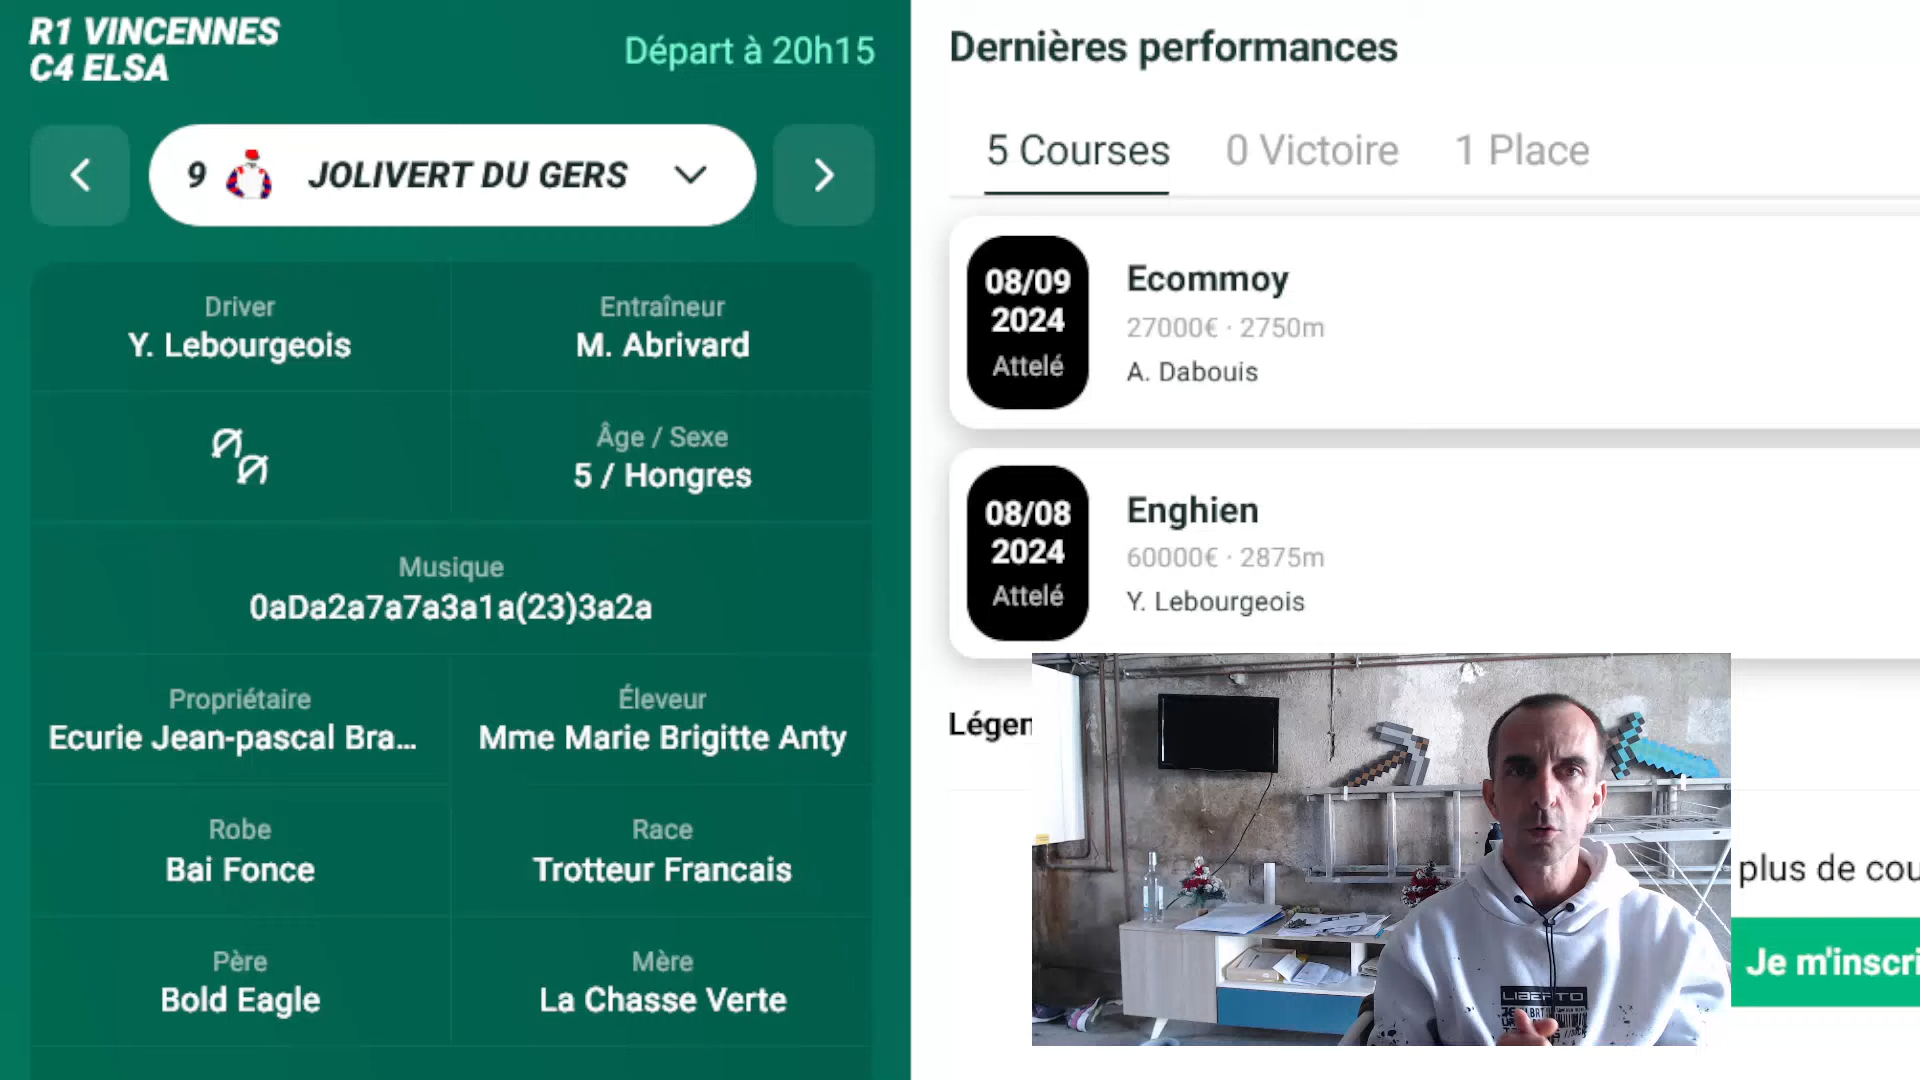 R1 VINCENNES
C4 ELSA
Départ à 20h15
9 JOLIVERT DU GERS
Driver
Y. Lebourgeois
Entraîneur
M. Abrivard
Âge / Sexe
5 / Hongres
Musique
0aDa2a7a7a3a1a(23)3a2a
Propriétaire
Ecurie Jean-pascal Bra...
Éleveur
Mme Marie Brigitte Anty
Robe
Bai Fonce
Race
Trotteur Francais
Père
Bold Eagle
Mère
La Chasse Verte
Dernières performances
5 Courses
0 Victoire
1 Place
08/09
2024
Attelé
Ecommoy
27000€ · 2750m
A. Dabouis
08/08
2024
Attelé
Enghien
60000€ · 2875m
Y. Lebourgeois
Légen
plus de cou
Je m'inscri
LIBERTO